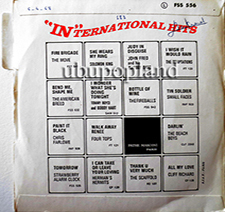 FSS 556
"IN"TERNATIONAL HITS
FIRE BRIGADE
THE MOVE
SHE WEARS
MY RING
SOLOMON KING
JUDY IN
DISGUISE
JOHN FRED
I WISH IT
WOULD RAIN
THE TEMPTATIONS
ubupopland
BEND ME
SHAPE ME
THE AMERICAN
BREED
I WONDER
WHAT SHE'S
DOING
TONIGHT
TOMMY BOYCE
AND BOBBY HART
BOTTLE OF
WINE
THE FIREBALLS
TIN SOLDIER
SMALL FACES
PAINT IT
BLACK
CHRIS
FARLOWE
WALK AWAY
RENEE
FOUR TOPS
DARLIN'
THE BEACH
BOYS
TOMORROW
STRAWBERRY
ALARM CLOCK
I CAN TAKE
OR LEAVE
YOUR LOVING
HERMAN'S
HERMITS
THANK U
VERY MUCH
THE SCAFFOLD
ALL MY LOVE
CLIFF RICHARD